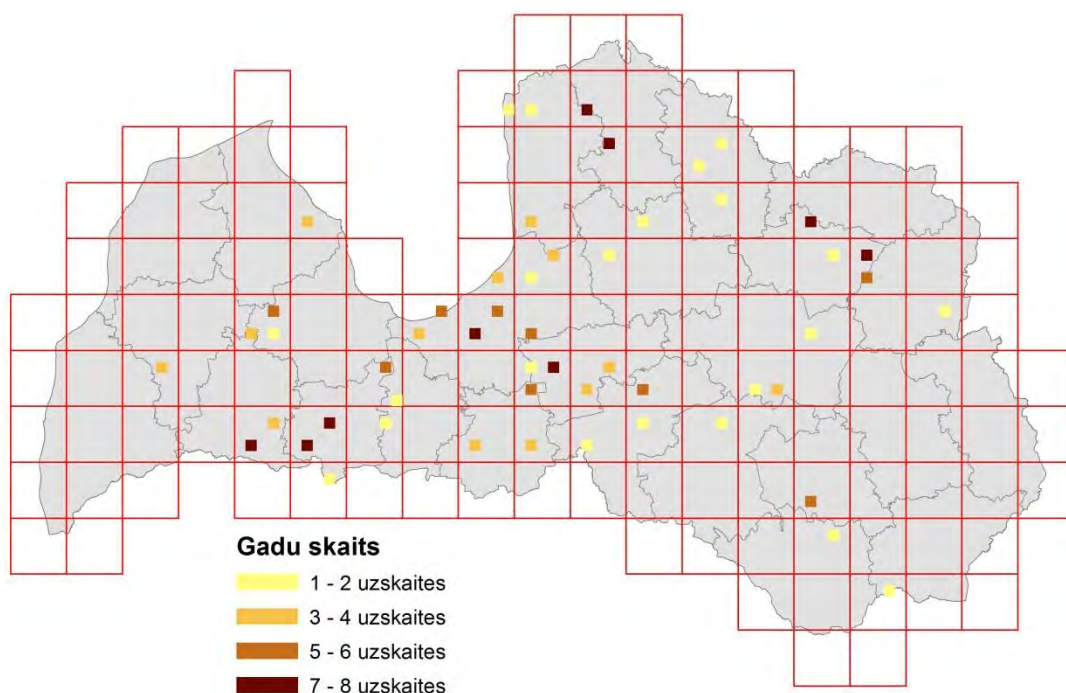 Gadu skaits
1 - 2 uzskaites
3 - 4 uzskaites
5 - 6 uzskaites
7 - 8 uzskaites